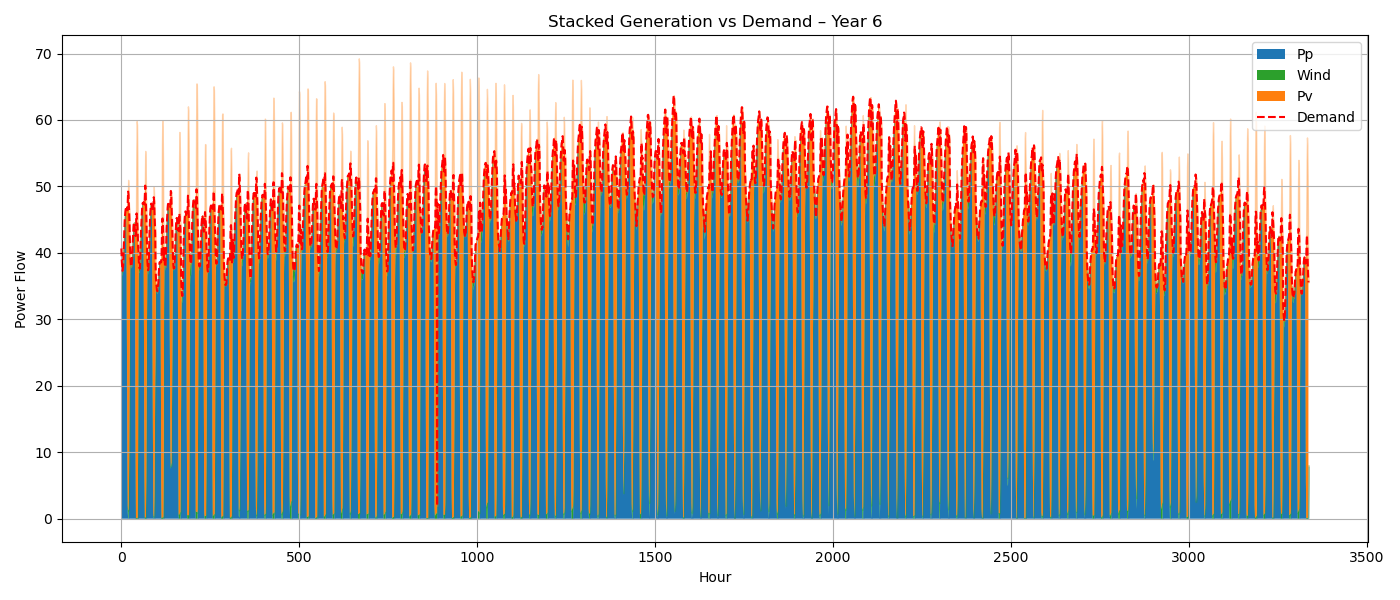 Stacked Generation vs Demand – Year 6
Pp
Wind
Pv
Demand
Power Flow
70
60
50
40
30
20
10
0
0 500 1000 1500 2000 2500 3000 3500
Hour